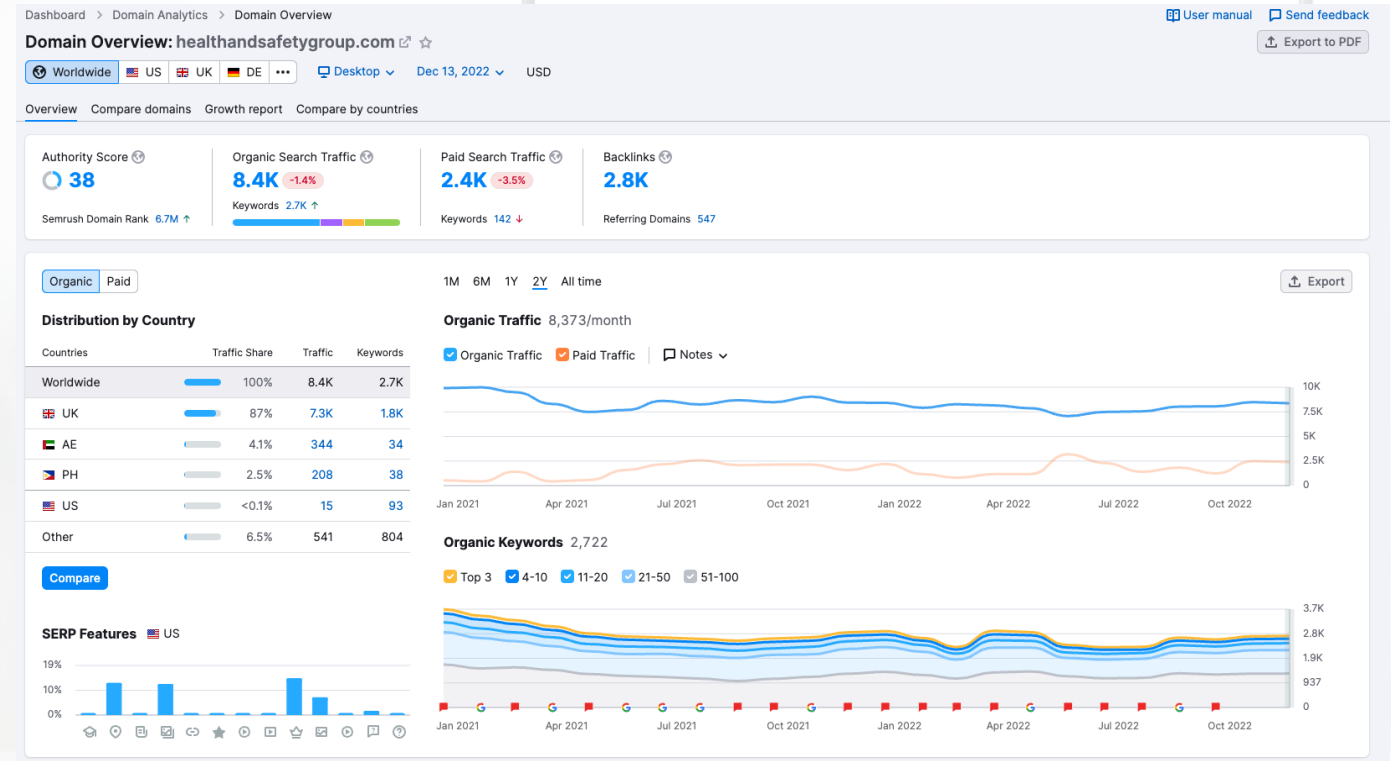 Dashboard > Domain Analytics > Domain Overview
User manual Send feedback
Domain Overview: healthandsafetygroup.com
Export to PDF
Worldwide US UK DE ••• Desktop Dec 13, 2022 USD
Overview Compare domains Growth report Compare by countries
Authority Score
38
Semrush Domain Rank 6.7M ↑
Organic Search Traffic
8.4K -1.4%
Keywords 2.7K ↑
Paid Search Traffic
2.4K -3.5%
Keywords 142 ↓
Backlinks
2.8K
Referring Domains 547
Organic Paid
Distribution by Country
Countries Traffic Share Traffic Keywords
Worldwide 100% 8.4K 2.7K
UK 87% 7.3K 1.8K
AE 4.1% 344 34
PH 2.5% 208 38
US <0.1% 15 93
Other 6.5% 541 804
Compare
SERP Features US
19%
10%
0%
1M 6M 1Y 2Y All time
Export
Organic Traffic 8,373/month
Organic Traffic Paid Traffic Notes
10K
7.5K
5K
2.5K
0
Jan 2021 Apr 2021 Jul 2021 Oct 2021 Jan 2022 Apr 2022 Jul 2022 Oct 2022
Organic Keywords 2,722
Top 3 4-10 11-20 21-50 51-100
3.7K
2.8K
1.9K
937
0
Jan 2021 Apr 2021 Jul 2021 Oct 2021 Jan 2022 Apr 2022 Jul 2022 Oct 2022